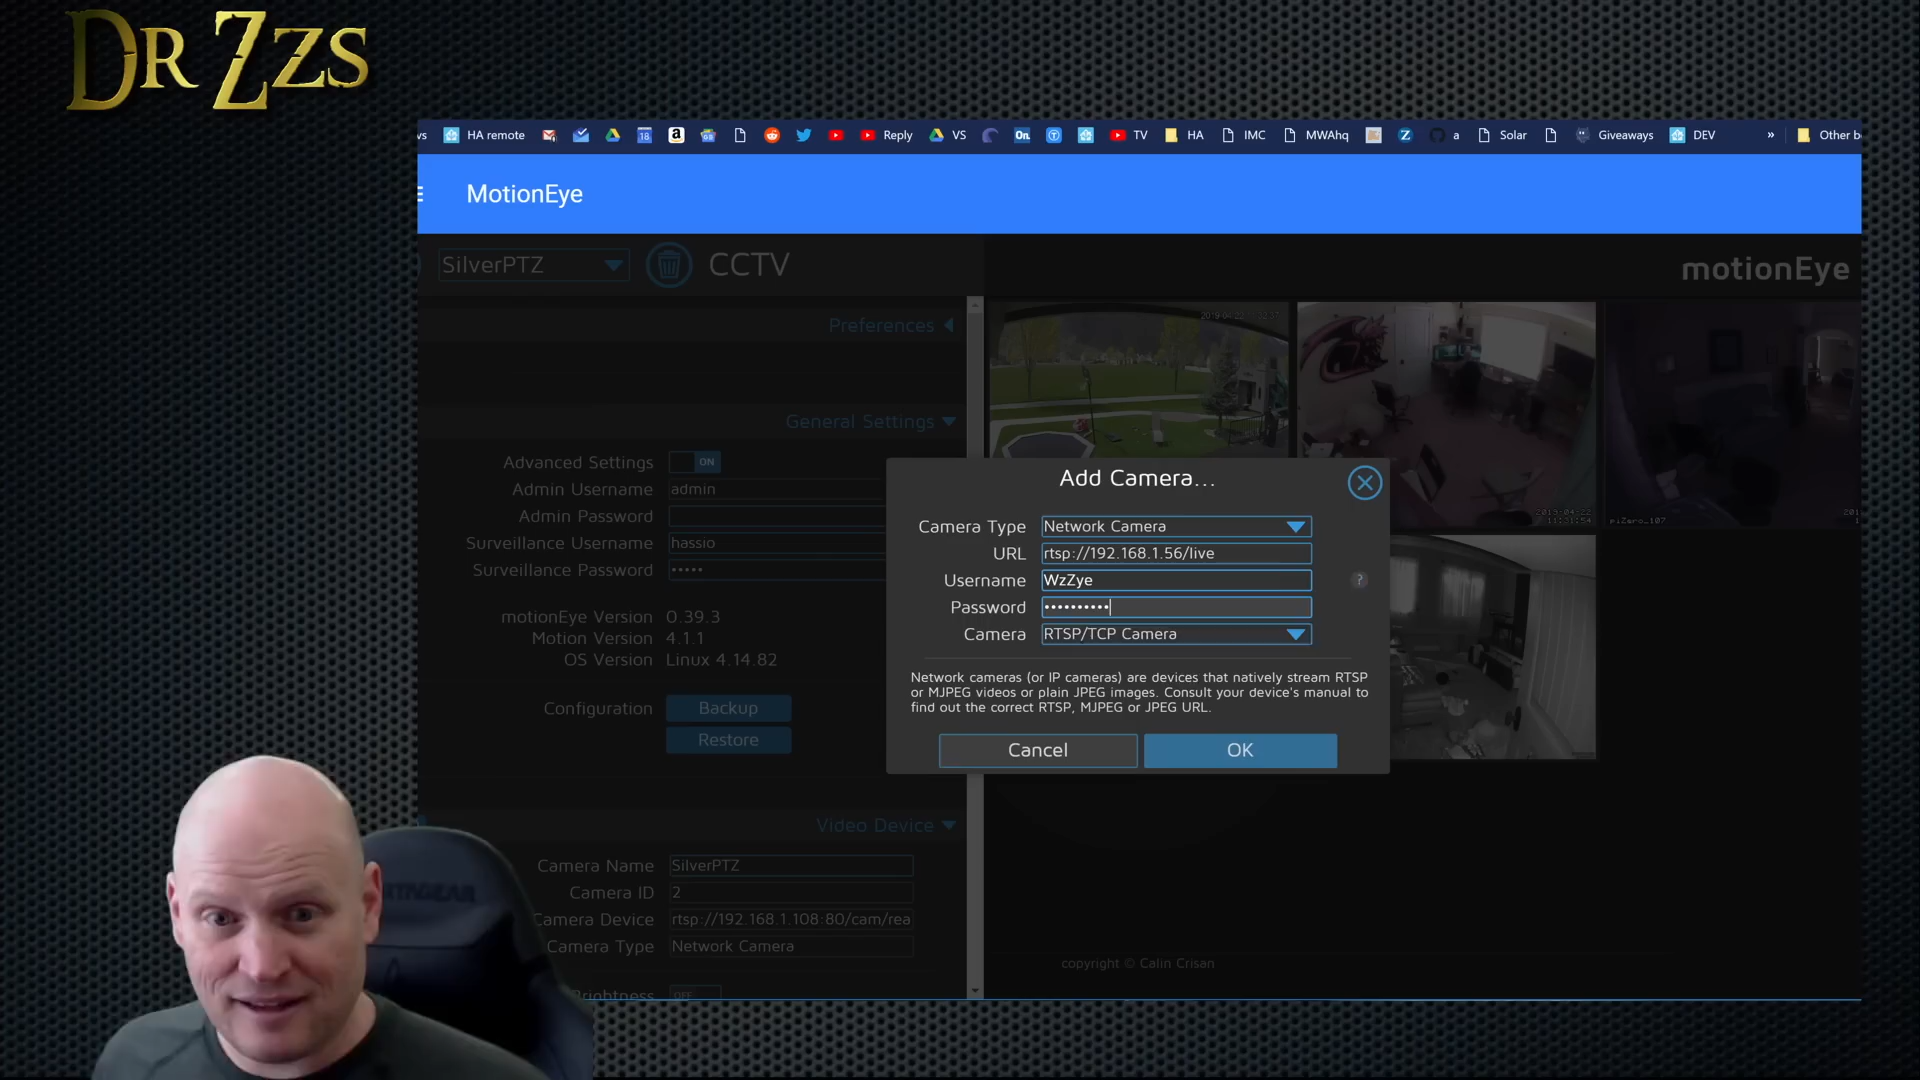 DR ZZS
vs HA remote 18 Reply VS On. TV HA IMC MWAhq Z a Solar Giveaways DEV » Other b
MotionEye
SilverPTZ CCTV
motionEye
Preferences
General Settings
Advanced Settings ON
Admin Username admin
Admin Password
Surveillance Username hassio
Surveillance Password •••••
motionEye Version 0.39.3
Motion Version 4.1.1
OS Version Linux 4.14.82
Configuration Backup
Restore
Video Device
Camera Name SilverPTZ
Camera ID 2
Camera Device rtsp://192.168.1.108:80/cam/rea
Camera Type Network Camera
Brightness OFF
Add Camera...
Camera Type Network Camera
URL rtsp://192.168.1.56/live
Username WzZye ?
Password ••••••••••
Camera RTSP/TCP Camera
Network cameras (or IP cameras) are devices that natively stream RTSP
or MJPEG videos or plain JPEG images. Consult your device's manual to
find out the correct RTSP, MJPEG or JPEG URL.
Cancel OK
piZero_107
copyright © Calin Crisan